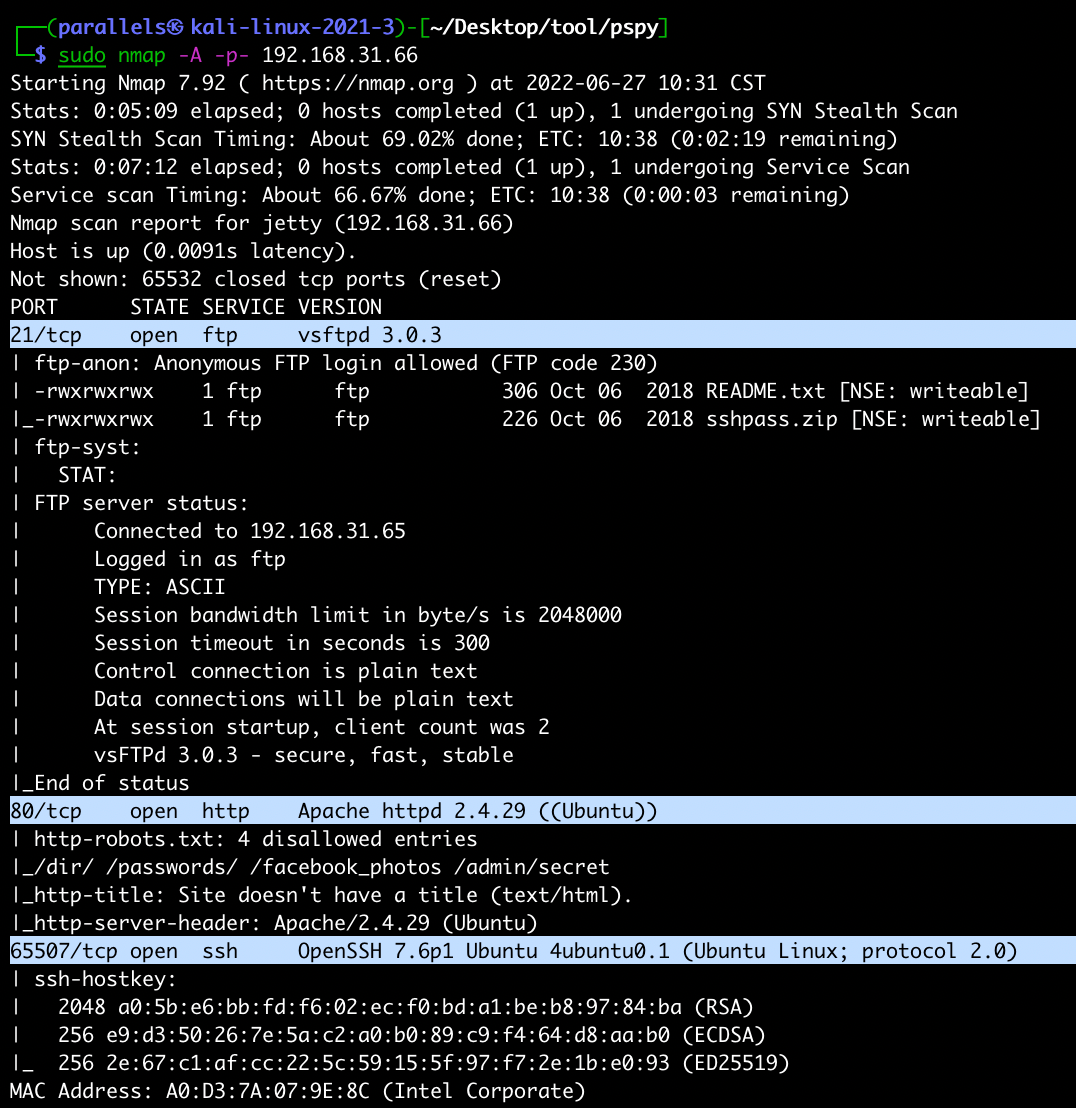 ┌──(parallels㉿kali-linux-2021-3)-[~/Desktop/tool/pspy]
└─$ sudo nmap -A -p- 192.168.31.66
Starting Nmap 7.92 ( https://nmap.org ) at 2022-06-27 10:31 CST
Stats: 0:05:09 elapsed; 0 hosts completed (1 up), 1 undergoing SYN Stealth Scan
SYN Stealth Scan Timing: About 69.02% done; ETC: 10:38 (0:02:19 remaining)
Stats: 0:07:12 elapsed; 0 hosts completed (1 up), 1 undergoing Service Scan
Service scan Timing: About 66.67% done; ETC: 10:38 (0:00:03 remaining)
Nmap scan report for jetty (192.168.31.66)
Host is up (0.0091s latency).
Not shown: 65532 closed tcp ports (reset)
PORT      STATE SERVICE VERSION
21/tcp    open  ftp     vsftpd 3.0.3
| ftp-anon: Anonymous FTP login allowed (FTP code 230)
| -rwxrwxrwx    1 ftp      ftp           306 Oct 06  2018 README.txt [NSE: writeable]
|_-rwxrwxrwx    1 ftp      ftp           226 Oct 06  2018 sshpass.zip [NSE: writeable]
| ftp-syst:
|   STAT:
| FTP server status:
|      Connected to 192.168.31.65
|      Logged in as ftp
|      TYPE: ASCII
|      Session bandwidth limit in byte/s is 2048000
|      Session timeout in seconds is 300
|      Control connection is plain text
|      Data connections will be plain text
|      At session startup, client count was 2
|      vsFTPd 3.0.3 - secure, fast, stable
|_End of status
80/tcp    open  http    Apache httpd 2.4.29 ((Ubuntu))
| http-robots.txt: 4 disallowed entries
|_/dir/ /passwords/ /facebook_photos /admin/secret
|_http-title: Site doesn't have a title (text/html).
|_http-server-header: Apache/2.4.29 (Ubuntu)
65507/tcp open  ssh     OpenSSH 7.6p1 Ubuntu 4ubuntu0.1 (Ubuntu Linux; protocol 2.0)
| ssh-hostkey:
|   2048 a0:5b:e6:bb:fd:f6:02:ec:f0:bd:a1:be:b8:97:84:ba (RSA)
|   256 e9:d3:50:26:7e:5a:c2:a0:b0:89:c9:f4:64:d8:aa:b0 (ECDSA)
|_  256 2e:67:c1:af:cc:22:5c:59:15:5f:97:f7:2e:1b:e0:93 (ED25519)
MAC Address: A0:D3:7A:07:9E:8C (Intel Corporate)